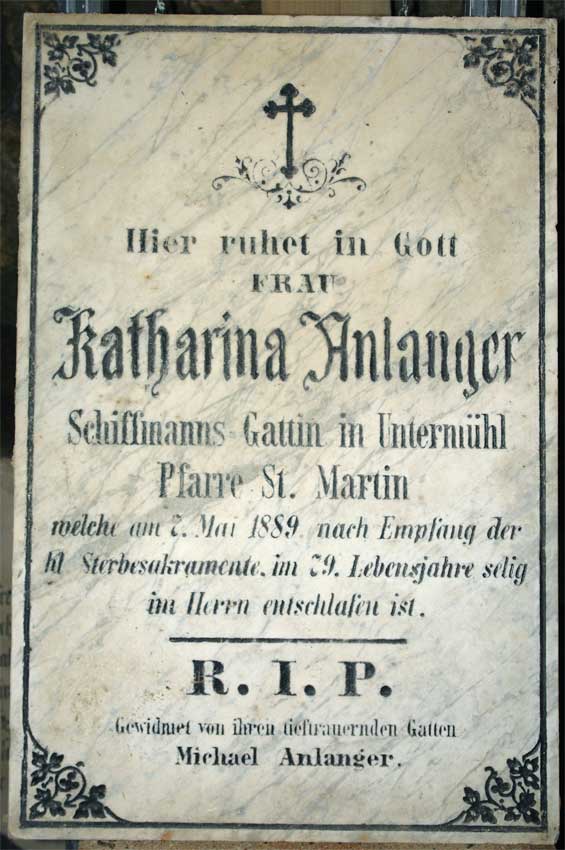 Hier ruhet in Gott
FRAU
Katharina Anlanger
Schiffmanns-Gattin in Untermühl
Pfarre St. Martin
welche am 7. Mai 1889 nach Empfang der
hl Sterbesakramente, im 79. Lebensjahre selig
im Herrn entschlafen ist.
R. I. P.
Gewidmet von ihren tieftrauernden Gatten
Michael Anlanger.